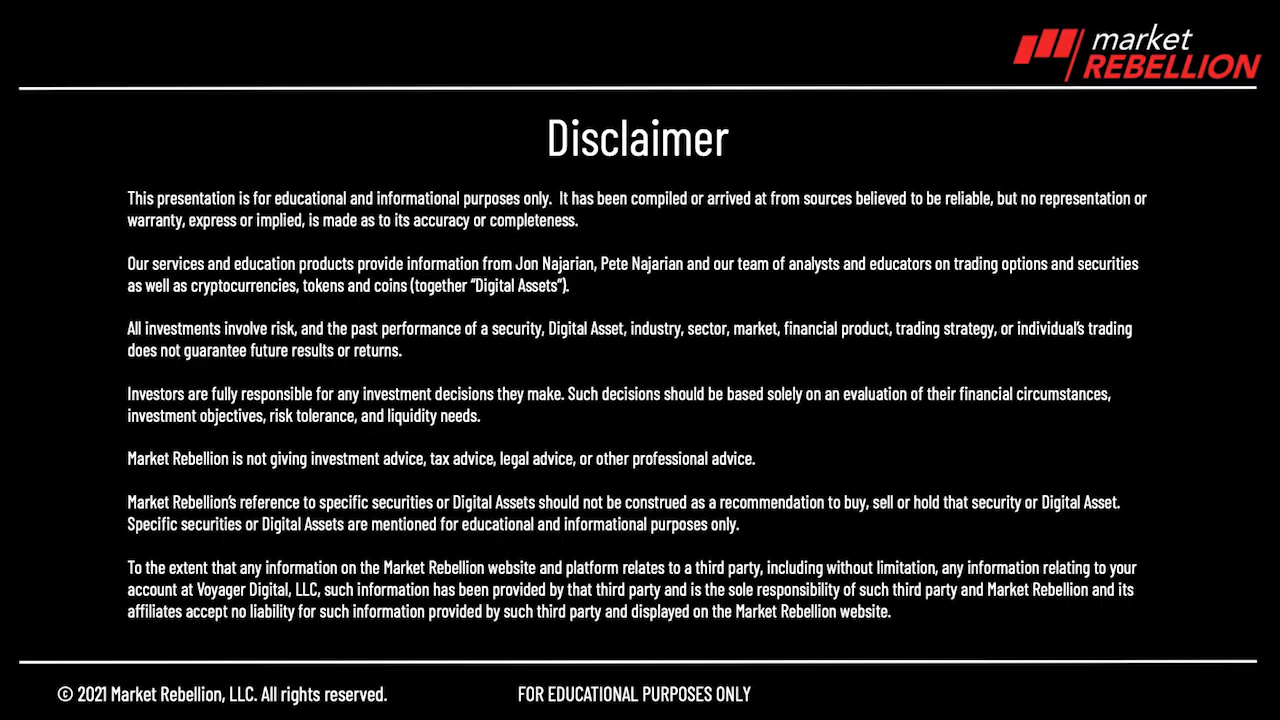 market
REBELLION
Disclaimer
This presentation is for educational and informational purposes only.  It has been compiled or arrived at from sources believed to be reliable, but no representation or
warranty, express or implied, is made as to its accuracy or completeness.
Our services and education products provide information from Jon Najarian, Pete Najarian and our team of analysts and educators on trading options and securities
as well as cryptocurrencies, tokens and coins (together “Digital Assets”).
All investments involve risk, and the past performance of a security, Digital Asset, industry, sector, market, financial product, trading strategy, or individual’s trading
does not guarantee future results or returns.
Investors are fully responsible for any investment decisions they make. Such decisions should be based solely on an evaluation of their financial circumstances,
investment objectives, risk tolerance, and liquidity needs.
Market Rebellion is not giving investment advice, tax advice, legal advice, or other professional advice.
Market Rebellion’s reference to specific securities or Digital Assets should not be construed as a recommendation to buy, sell or hold that security or Digital Asset.
Specific securities or Digital Assets are mentioned for educational and informational purposes only.
To the extent that any information on the Market Rebellion website and platform relates to a third party, including without limitation, any information relating to your
account at Voyager Digital, LLC, such information has been provided by that third party and is the sole responsibility of such third party and Market Rebellion and its
affiliates accept no liability for such information provided by such third party and displayed on the Market Rebellion website.
© 2021 Market Rebellion, LLC. All rights reserved.
FOR EDUCATIONAL PURPOSES ONLY